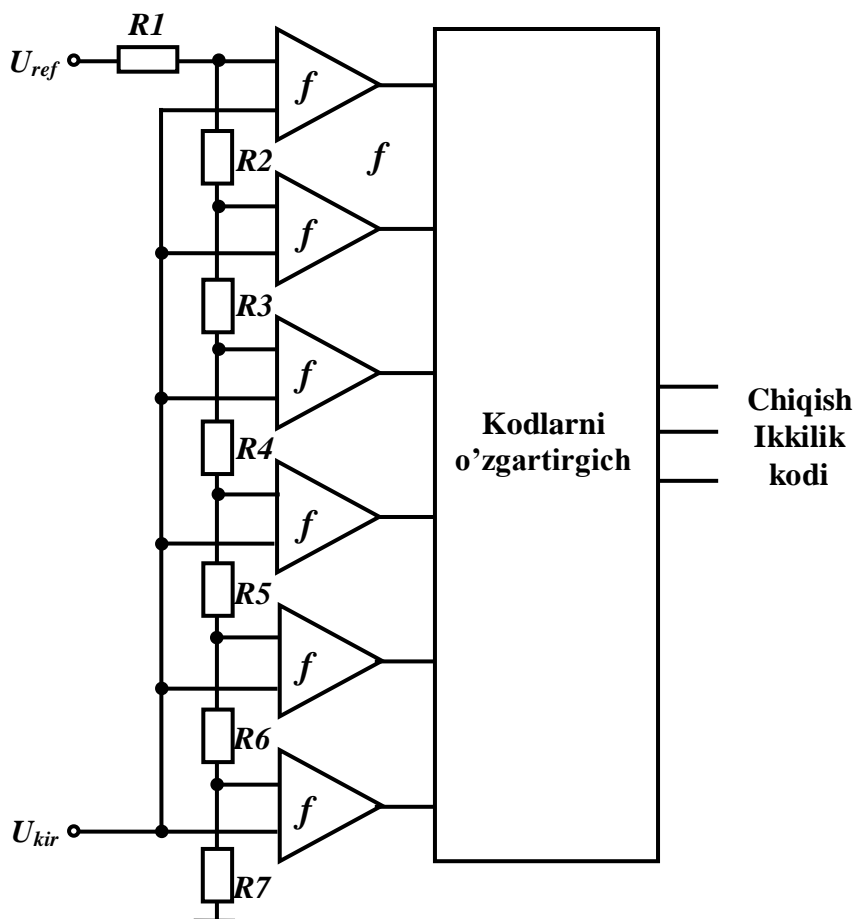 R1
U_ref
f
R2
f
f
R3
f
R4
Kodlarni
o’zgartirgich
Chiqish
Ikkilik
kodi
f
R5
f
R6
f
U_kir
R7